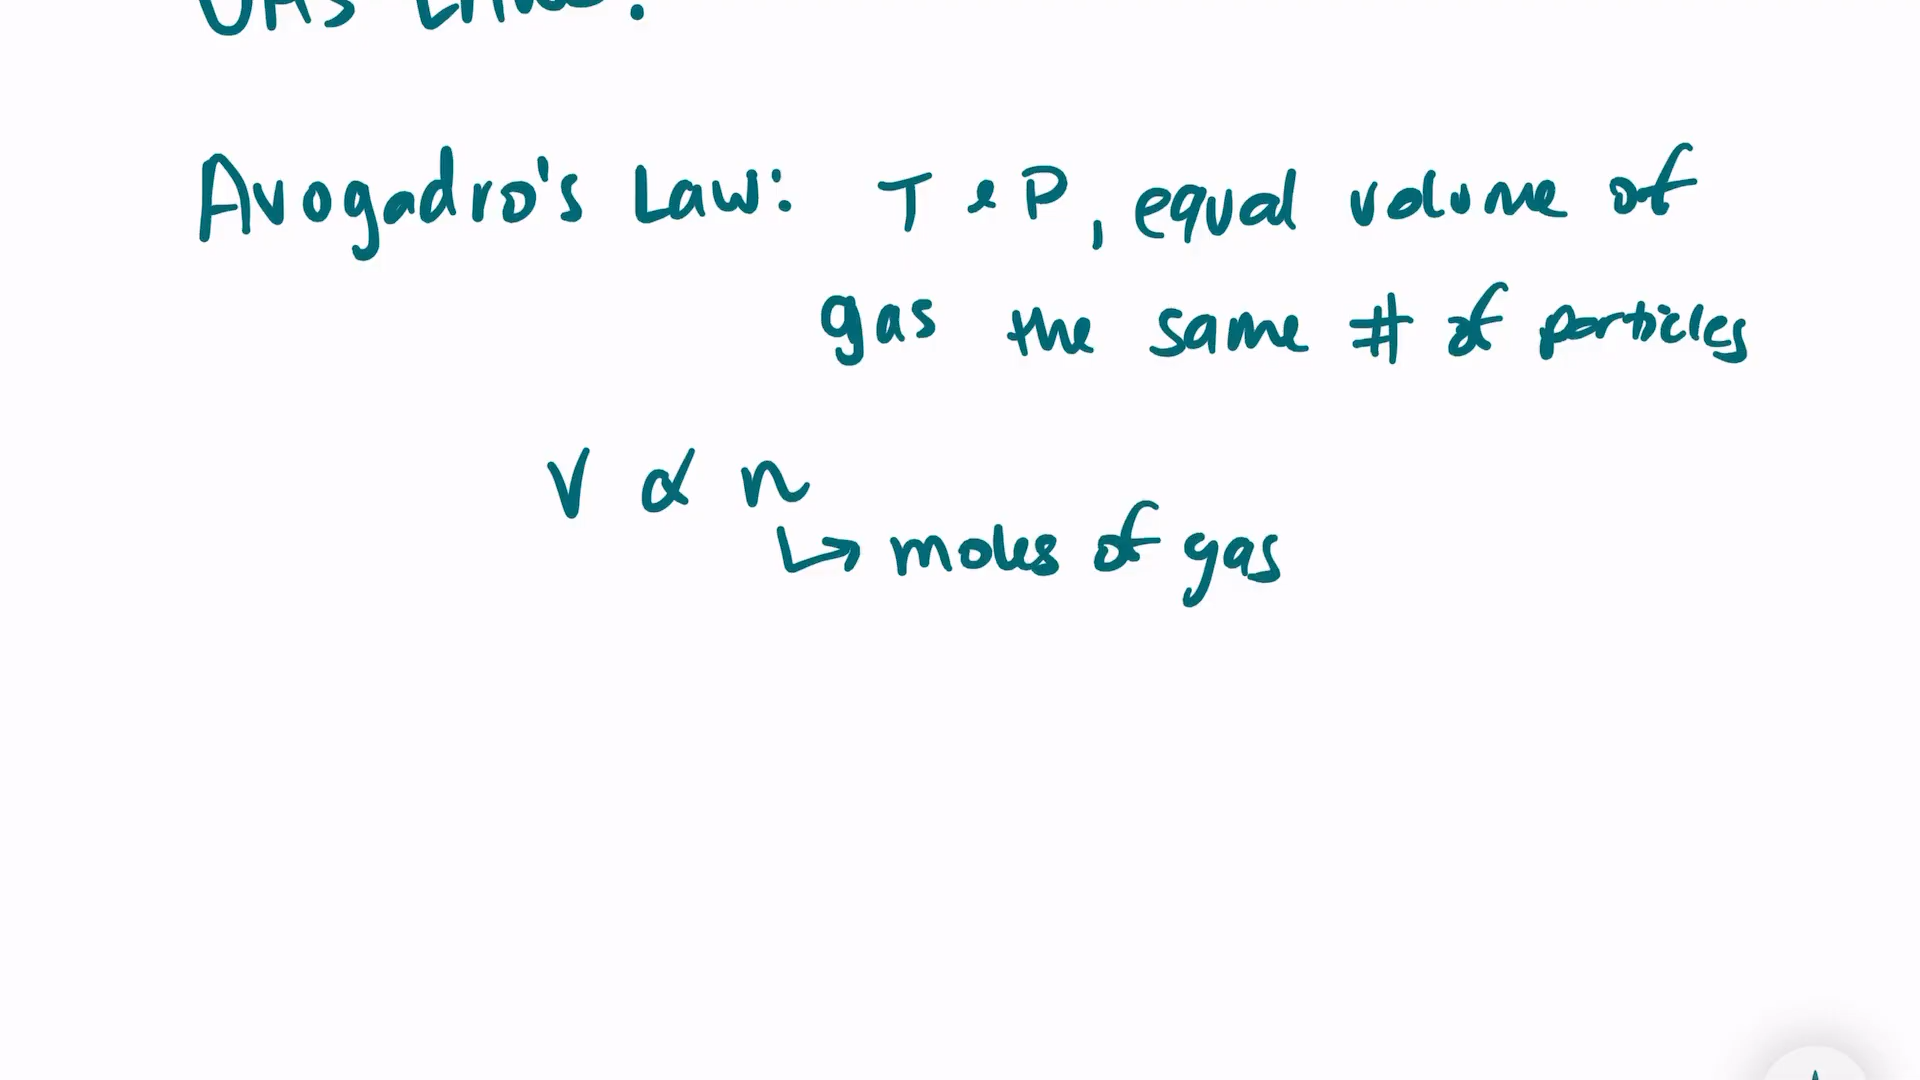 Avogadro's Law: T & P, equal volume of
gas the same # of particles
V ∝ n
↳ moles of gas